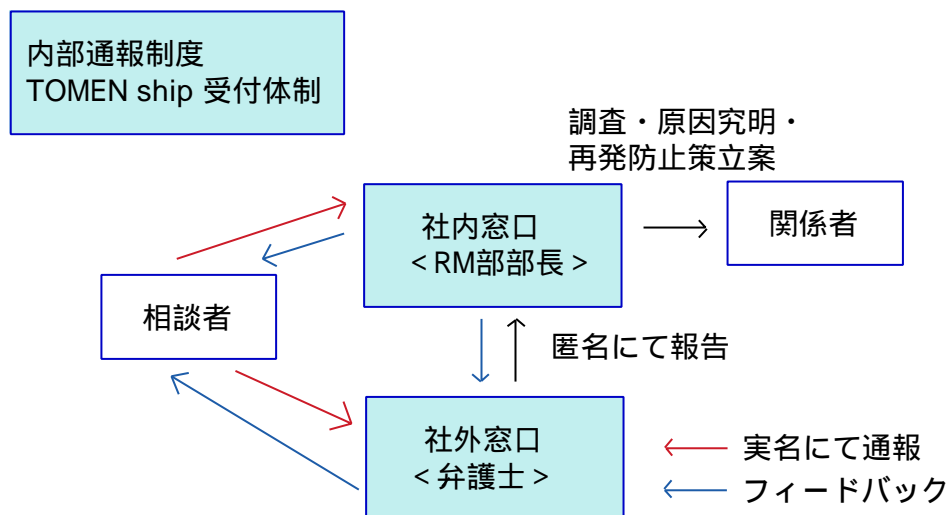 内部通報制度
TOMEN ship 受付体制
調査・原因究明・
再発防止策立案
社内窓口
<RM部部長>
関係者
相談者
匿名にて報告
社外窓口
<弁護士>
実名にて通報
フィードバック